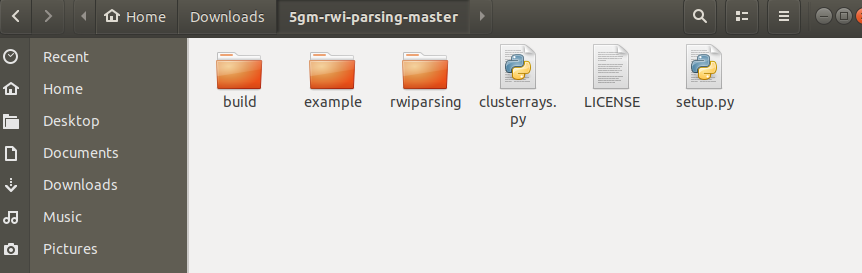 Home
Downloads
5gm-rwi-parsing-master
Recent
Home
Desktop
Documents
Downloads
Music
Pictures
build
example
rwiparsing
clusterrays.
py
LICENSE
setup.py